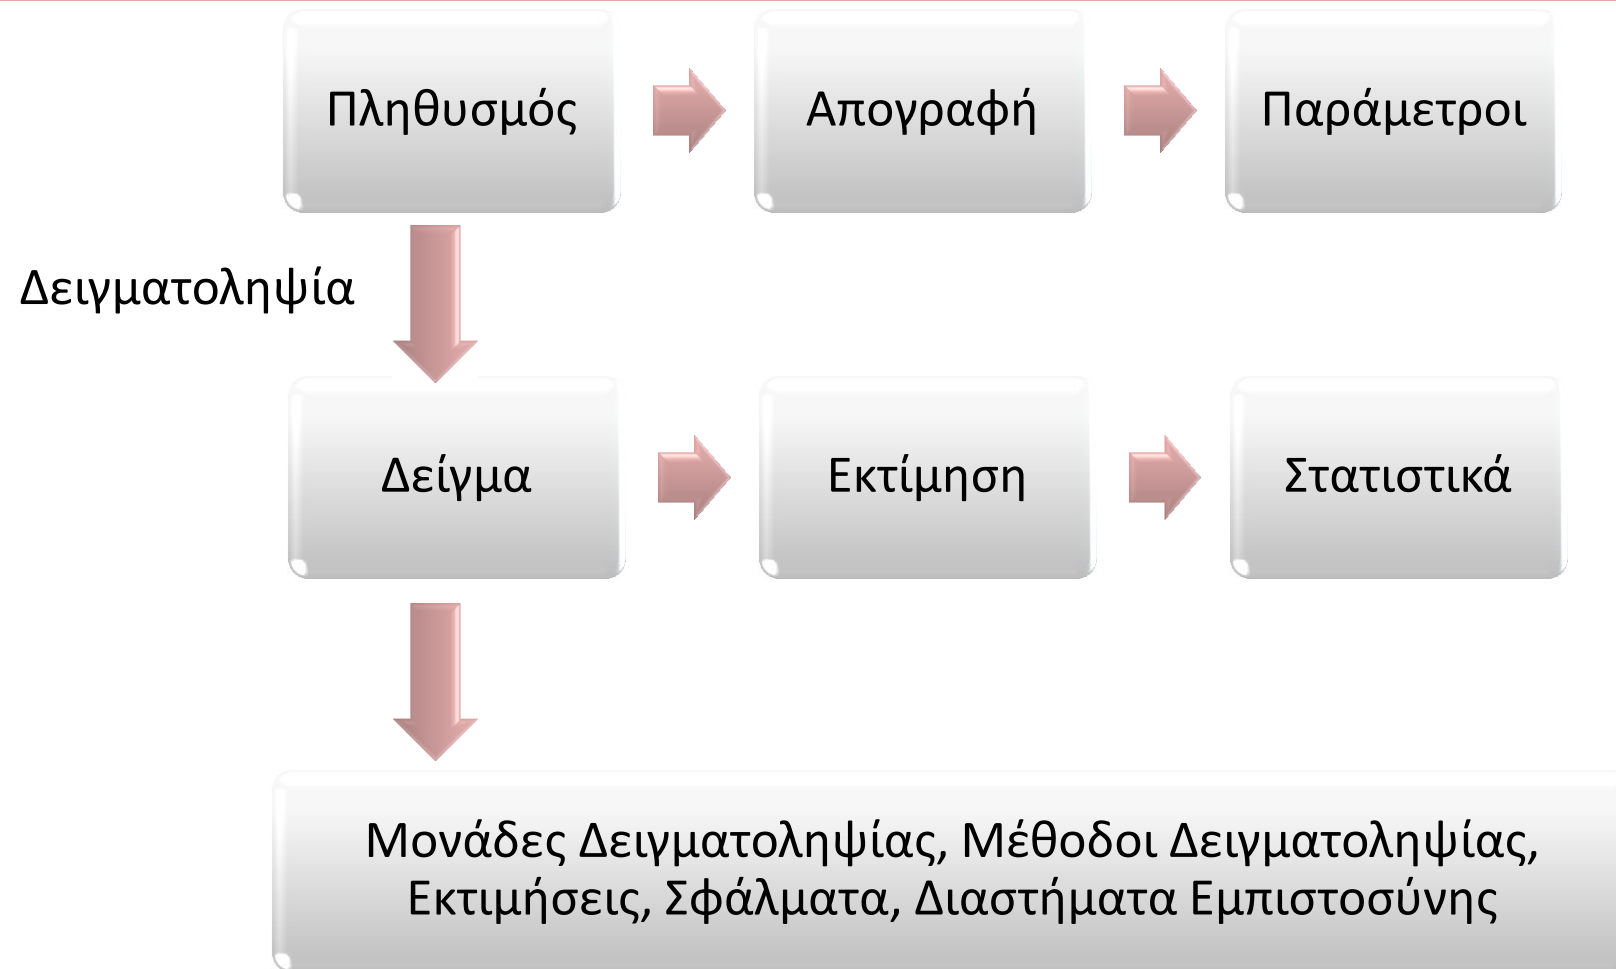 Πληθυσμός
Απογραφή
Παράμετροι
Δειγματοληψία
Δείγμα
Εκτίμηση
Στατιστικά
Μονάδες Δειγματοληψίας, Μέθοδοι Δειγματοληψίας,
Εκτιμήσεις, Σφάλματα, Διαστήματα Εμπιστοσύνης